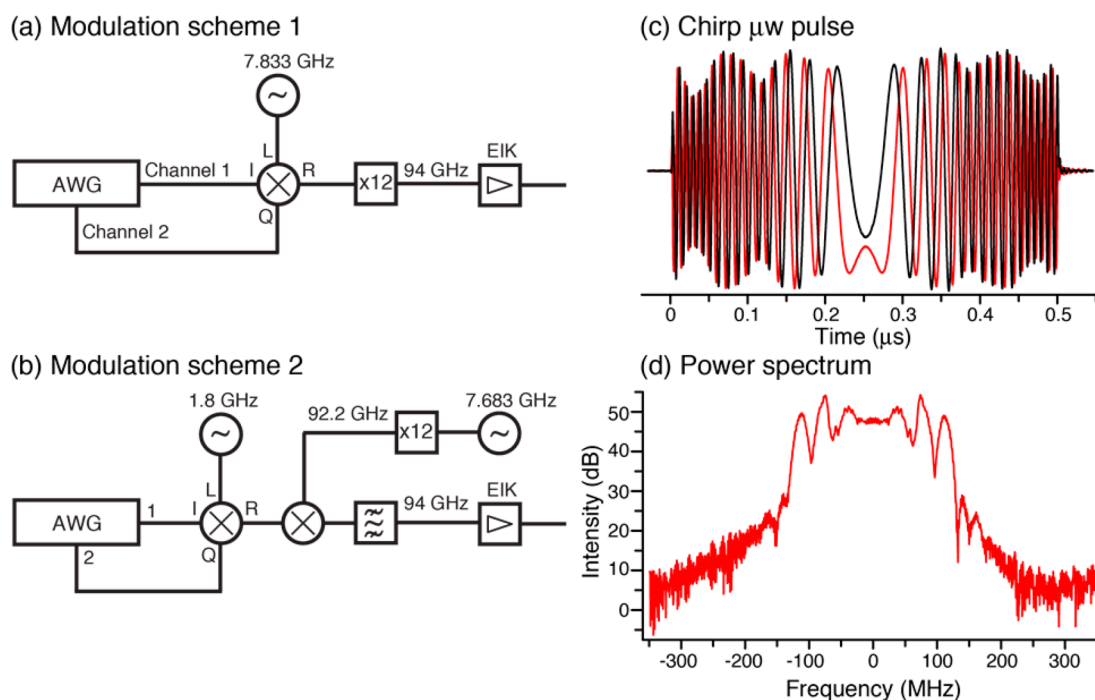 (a) Modulation scheme 1
7.833 GHz
L
AWG
Channel 1
I
R
x12
94 GHz
EIK
Q
Channel 2
(b) Modulation scheme 2
1.8 GHz
92.2 GHz
x12
7.683 GHz
L
AWG
1
I
R
94 GHz
EIK
2
Q
(c) Chirp μw pulse
0 0.1 0.2 0.3 0.4 0.5
Time (μs)
(d) Power spectrum
50
40
30
20
10
0
Intensity (dB)
-300 -200 -100 0 100 200 300
Frequency (MHz)